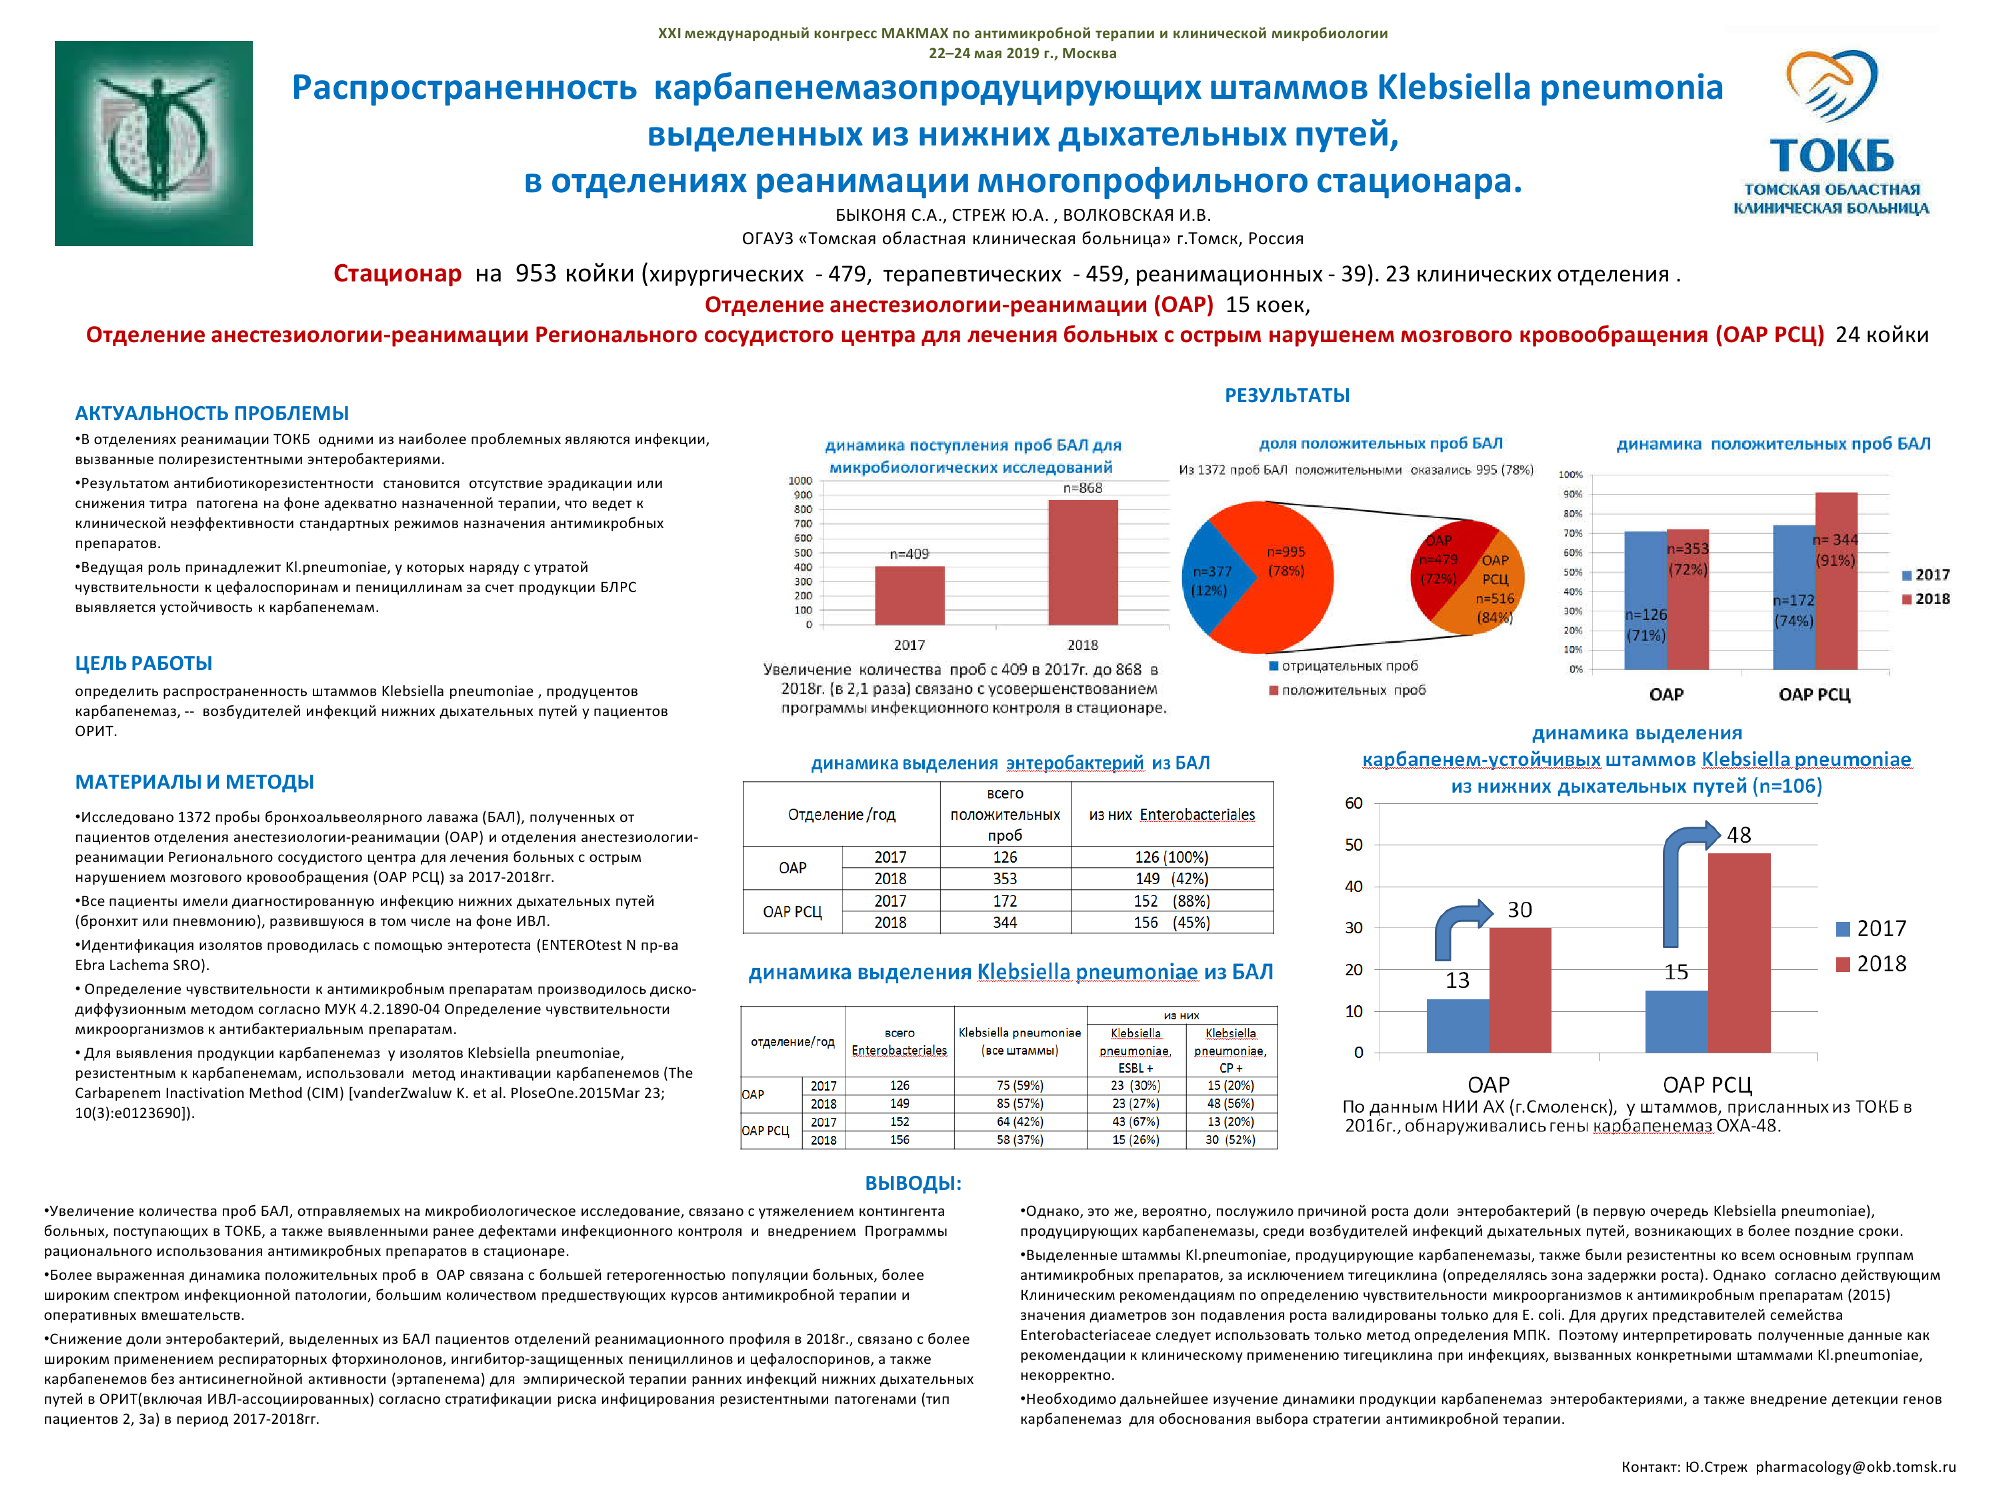 XXI международный конгресс МАКМАХ по антимикробной терапии и клинической микробиологии
22–24 мая 2019 г., Москва
Распространенность карбапенемазопродуцирующих штаммов Klebsiella pneumonia
выделенных из нижних дыхательных путей,
в отделениях реанимации многопрофильного стационара.
БЫКОНЯ С.А., СТРЕЖ Ю.А. , ВОЛКОВСКАЯ И.В.
ОГАУЗ «Томская областная клиническая больница» г.Томск, Россия
ТОКБ
ТОМСКАЯ ОБЛАСТНАЯ
КЛИНИЧЕСКАЯ БОЛЬНИЦА
Стационар на 953 койки (хирургических - 479, терапевтических - 459, реанимационных - 39). 23 клинических отделения .
Отделение анестезиологии-реанимации (ОАР) 15 коек,
Отделение анестезиологии-реанимации Регионального сосудистого центра для лечения больных с острым нарушенем мозгового кровообращения (ОАР РСЦ) 24 койки
АКТУАЛЬНОСТЬ ПРОБЛЕМЫ
•В отделениях реанимации ТОКБ одними из наиболее проблемных являются инфекции,
вызванные полирезистентными энтеробактериями.
•Результатом антибиотикорезистентности становится отсутствие эрадикации или
снижения титра патогена на фоне адекватно назначенной терапии, что ведет к
клинической неэффективности стандартных режимов назначения антимикробных
препаратов.
•Ведущая роль принадлежит Kl.pneumoniae, у которых наряду с утратой
чувствительности к цефалоспоринам и пенициллинам за счет продукции БЛРС
выявляется устойчивость к карбапенемам.
ЦЕЛЬ РАБОТЫ
определить распространенность штаммов Klebsiella pneumoniae , продуцентов
карбапенемаз, -- возбудителей инфекций нижних дыхательных путей у пациентов
ОРИТ.
МАТЕРИАЛЫ И МЕТОДЫ
•Исследовано 1372 пробы бронхоальвеолярного лаважа (БАЛ), полученных от
пациентов отделения анестезиологии-реанимации (ОАР) и отделения анестезиологии-
реанимации Регионального сосудистого центра для лечения больных с острым
нарушением мозгового кровообращения (ОАР РСЦ) за 2017-2018гг.
•Все пациенты имели диагностированную инфекцию нижних дыхательных путей
(бронхит или пневмонию), развившуюся в том числе на фоне ИВЛ.
•Идентификация изолятов проводилась с помощью энтеротеста (ENTEROtest N пр-ва
Ebra Lachema SRO).
• Определение чувствительности к антимикробным препаратам производилось диско-
диффузионным методом согласно МУК 4.2.1890-04 Определение чувствительности
микроорганизмов к антибактериальным препаратам.
• Для выявления продукции карбапенемаз у изолятов Klebsiella pneumoniae,
резистентным к карбапенемам, использовали метод инактивации карбапенемов (The
Carbapenem Inactivation Method (CIM) [vanderZwaluw K. et al. PloseOne.2015Mar 23;
10(3):e0123690]).
РЕЗУЛЬТАТЫ
динамика поступления проб БАЛ для
микробиологических исследований
1000
900
800
700
600
500
400
300
200
100
0
n=409
n=868
2017 2018
Увеличение количества проб с 409 в 2017г. до 868 в
2018г. (в 2,1 раза) связано с усовершенствованием
программы инфекционного контроля в стационаре.
доля положительных проб БАЛ
Из 1372 проб БАЛ положительными оказались 995 (78%)
n=377
(12%)
n=995
(78%)
ОАР
n=479
(72%)
ОАР
РСЦ
n=516
(84%)
отрицательных проб
положительных проб
динамика положительных проб БАЛ
100%
90%
80%
70%
60%
50%
40%
30%
20%
10%
0%
n=126
(71%)
n=353
(72%)
n=172
(74%)
n= 344
(91%)
2017
2018
ОАР ОАР РСЦ
динамика выделения энтеробактерий из БАЛ
Отделение /год всего положительных проб из них Enterobacteriales
ОАР 2017 126 126 (100%)
2018 353 149 (42%)
ОАР РСЦ 2017 172 152 (88%)
2018 344 156 (45%)
динамика выделения Klebsiella pneumoniae из БАЛ
отделение/год всего Enterobacteriales Klebsiella pneumoniae (все штаммы) из них
Klebsiella pneumoniae, ESBL + Klebsiella pneumoniae, CP +
ОАР 2017 126 75 (59%) 23 (30%) 15 (20%)
2018 149 85 (57%) 23 (27%) 48 (56%)
ОАР РСЦ 2017 152 64 (42%) 43 (67%) 13 (20%)
2018 156 58 (37%) 15 (26%) 30 (52%)
динамика выделения
карбапенем-устойчивых штаммов Klebsiella pneumoniae
из нижних дыхательных путей (n=106)
60
50
40
30
20
10
0
13
30
15
48
2017
2018
ОАР ОАР РСЦ
По данным НИИ АХ (г.Смоленск), у штаммов, присланных из ТОКБ в
2016г., обнаруживались гены карбапенемаз ОХА-48.
ВЫВОДЫ:
•Увеличение количества проб БАЛ, отправляемых на микробиологическое исследование, связано с утяжелением контингента
больных, поступающих в ТОКБ, а также выявленными ранее дефектами инфекционного контроля и внедрением Программы
рационального использования антимикробных препаратов в стационаре.
•Более выраженная динамика положительных проб в ОАР связана с большей гетерогенностью популяции больных, более
широким спектром инфекционной патологии, большим количеством предшествующих курсов антимикробной терапии и
оперативных вмешательств.
•Снижение доли энтеробактерий, выделенных из БАЛ пациентов отделений реанимационного профиля в 2018г., связано с более
широким применением респираторных фторхинолонов, ингибитор-защищенных пенициллинов и цефалоспоринов, а также
карбапенемов без антисинегнойной активности (эртапенема) для эмпирической терапии ранних инфекций нижних дыхательных
путей в ОРИТ(включая ИВЛ-ассоциированных) согласно стратификации риска инфицирования резистентными патогенами (тип
пациентов 2, 3а) в период 2017-2018гг.
•Однако, это же, вероятно, послужило причиной роста доли энтеробактерий (в первую очередь Klebsiella pneumoniae),
продуцирующих карбапенемазы, среди возбудителей инфекций дыхательных путей, возникающих в более поздние сроки.
•Выделенные штаммы Kl.pneumoniae, продуцирующие карбапенемазы, также были резистентны ко всем основным группам
антимикробных препаратов, за исключением тигециклина (определялясь зона задержки роста). Однако согласно действующим
Клиническим рекомендациям по определению чувствительности микроорганизмов к антимикробным препаратам (2015)
значения диаметров зон подавления роста валидированы только для E. coli. Для других представителей семейства
Enterobacteriaceae следует использовать только метод определения МПК. Поэтому интерпретировать полученные данные как
рекомендации к клиническому применению тигециклина при инфекциях, вызванных конкретными штаммами Kl.pneumoniae,
некорректно.
•Необходимо дальнейшее изучение динамики продукции карбапенемаз энтеробактериями, а также внедрение детекции генов
карбапенемаз для обоснования выбора стратегии антимикробной терапии.
Контакт: Ю.Стреж pharmacology@okb.tomsk.ru